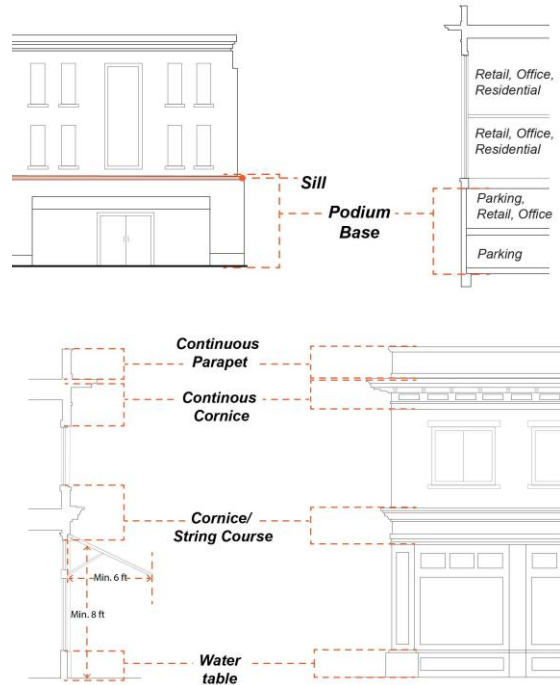 Retail, Office,
Residential
Retail, Office,
Residential
Sill
Podium
Base
Parking,
Retail, Office
Parking
Continuous
Parapet
Continous
Cornice
Cornice/
String Course
Min. 6 ft
Min. 8 ft
Water
table